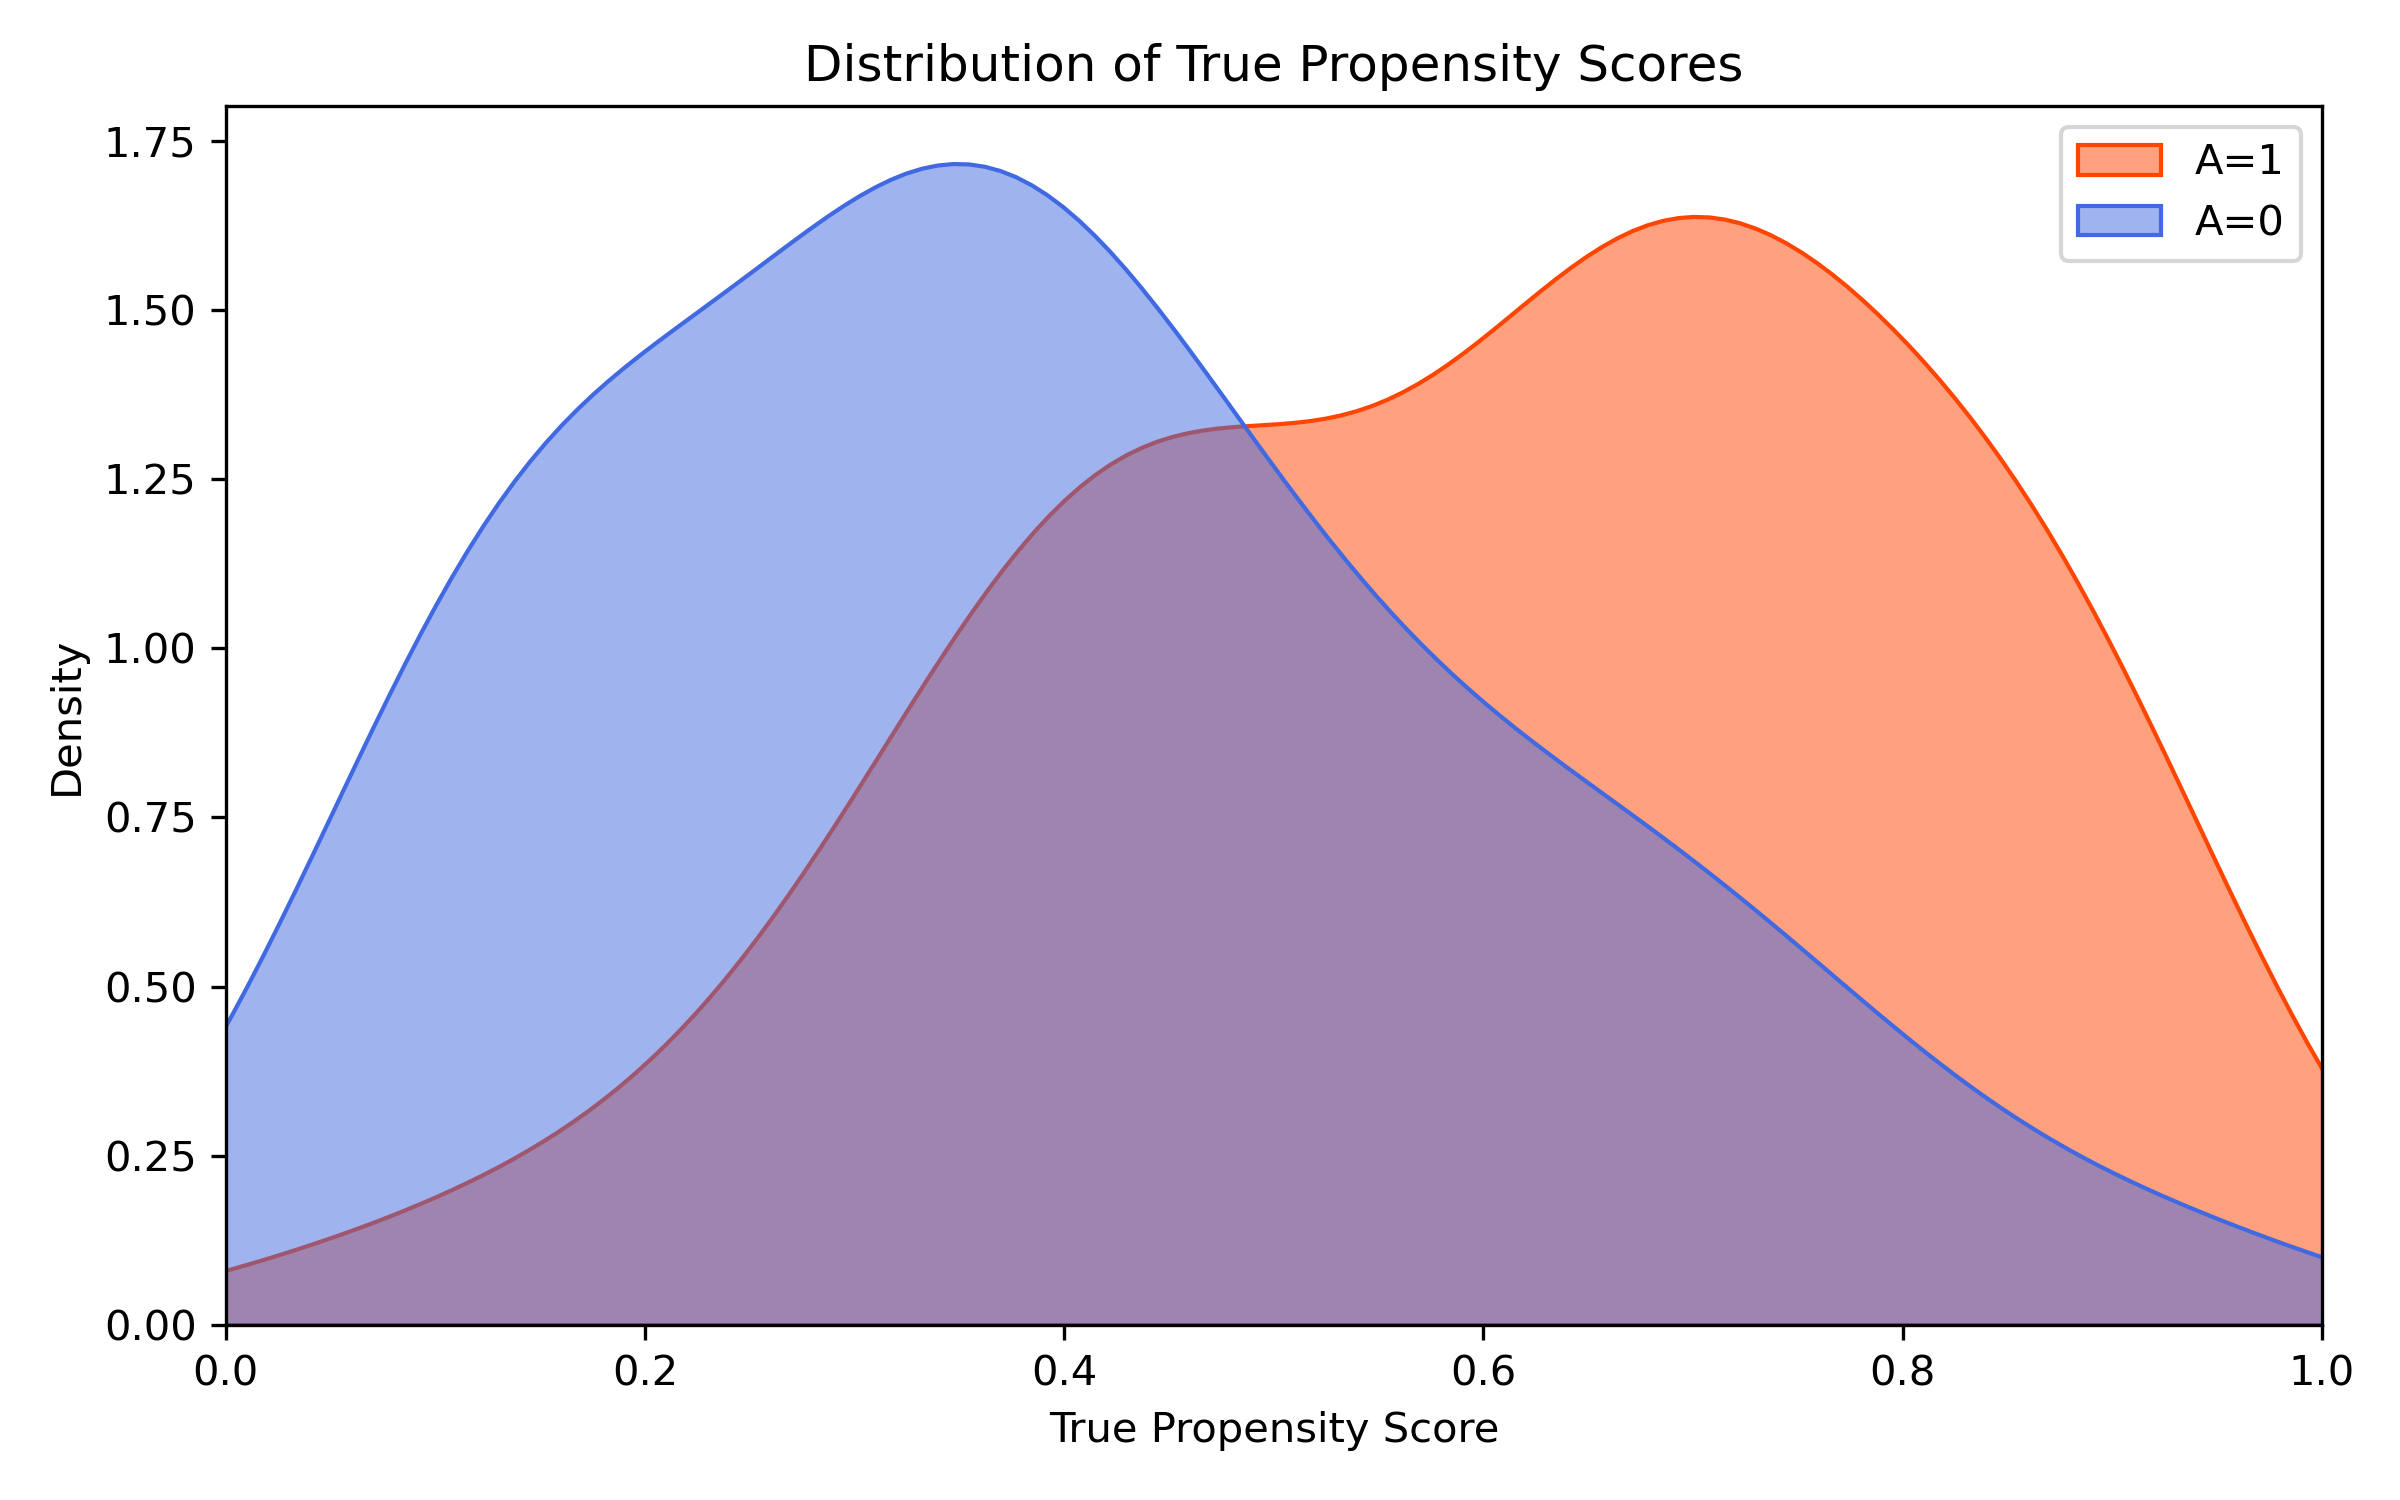 Distribution of True Propensity Scores
A=1
A=0
Density
1.75
1.50
1.25
1.00
0.75
0.50
0.25
0.00
0.0 0.2 0.4 0.6 0.8 1.0
True Propensity Score